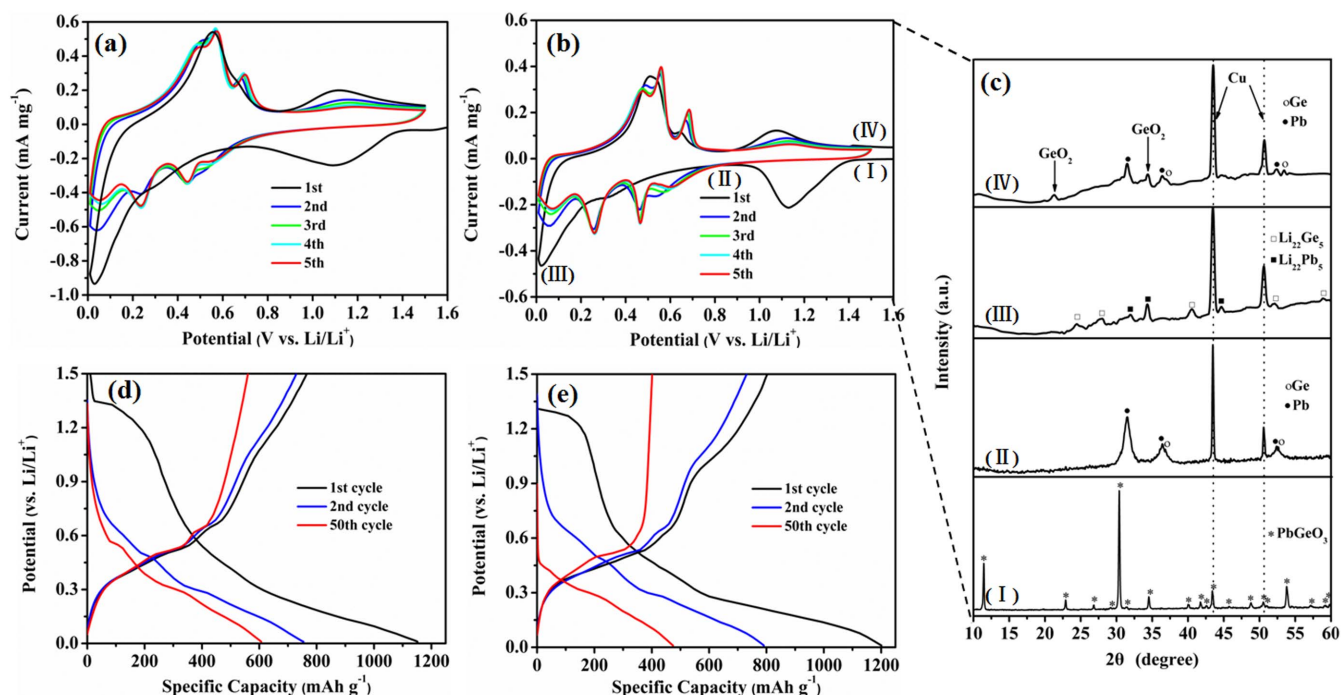 (a)
0.6
0.4
0.2
0.0
-0.2
-0.4
-0.6
-0.8
-1.0
Current (mA mg⁻¹)
1st
2nd
3rd
4th
5th
0.0 0.2 0.4 0.6 0.8 1.0 1.2 1.4 1.6
Potential (V vs. Li/Li⁺)
(b)
0.6
0.4
0.2
0.0
-0.2
-0.4
-0.6
Current (mA mg⁻¹)
(IV)
(I)
(II)
(III)
1st
2nd
3rd
4th
5th
0.0 0.2 0.4 0.6 0.8 1.0 1.2 1.4 1.6
Potential (V vs. Li/Li⁺)
(c)
Cu
○Ge
●Pb
GeO₂
GeO₂
(IV)
□ Li₂₂Ge₅
■ Li₂₂Pb₅
(III)
○Ge
●Pb
(II)
* PbGeO₃
(I)
Intensity (a.u.)
10 20 30 40 50 60
2θ (degree)
(d)
1.5
1.2
0.9
0.6
0.3
0.0
Potential (vs. Li/Li⁺)
1st cycle
2nd cycle
50th cycle
0 200 400 600 800 1000 1200
Specific Capacity (mAh g⁻¹)
(e)
1.5
1.2
0.9
0.6
0.3
0.0
Potential (vs. Li/Li⁺)
1st cycle
2nd cycle
50th cycle
0 200 400 600 800 1000 1200
Specific Capacity (mAh g⁻¹)